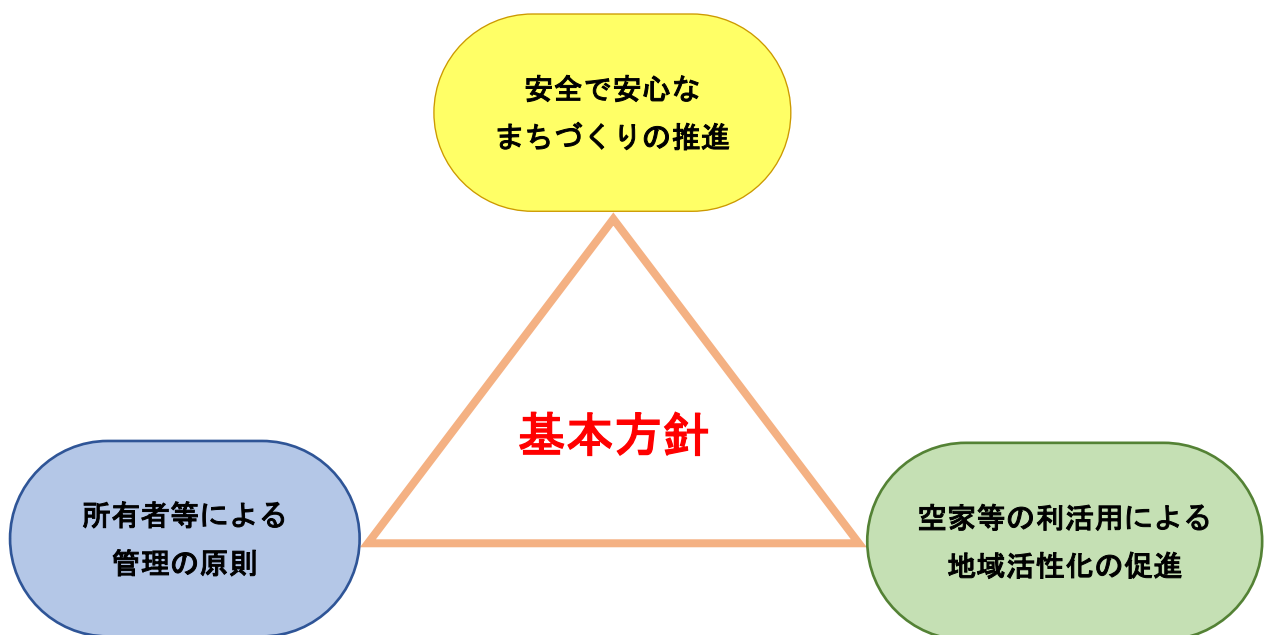 安全で安心な
まちづくりの推進
基本方針
所有者等による
管理の原則
空家等の利活用による
地域活性化の促進